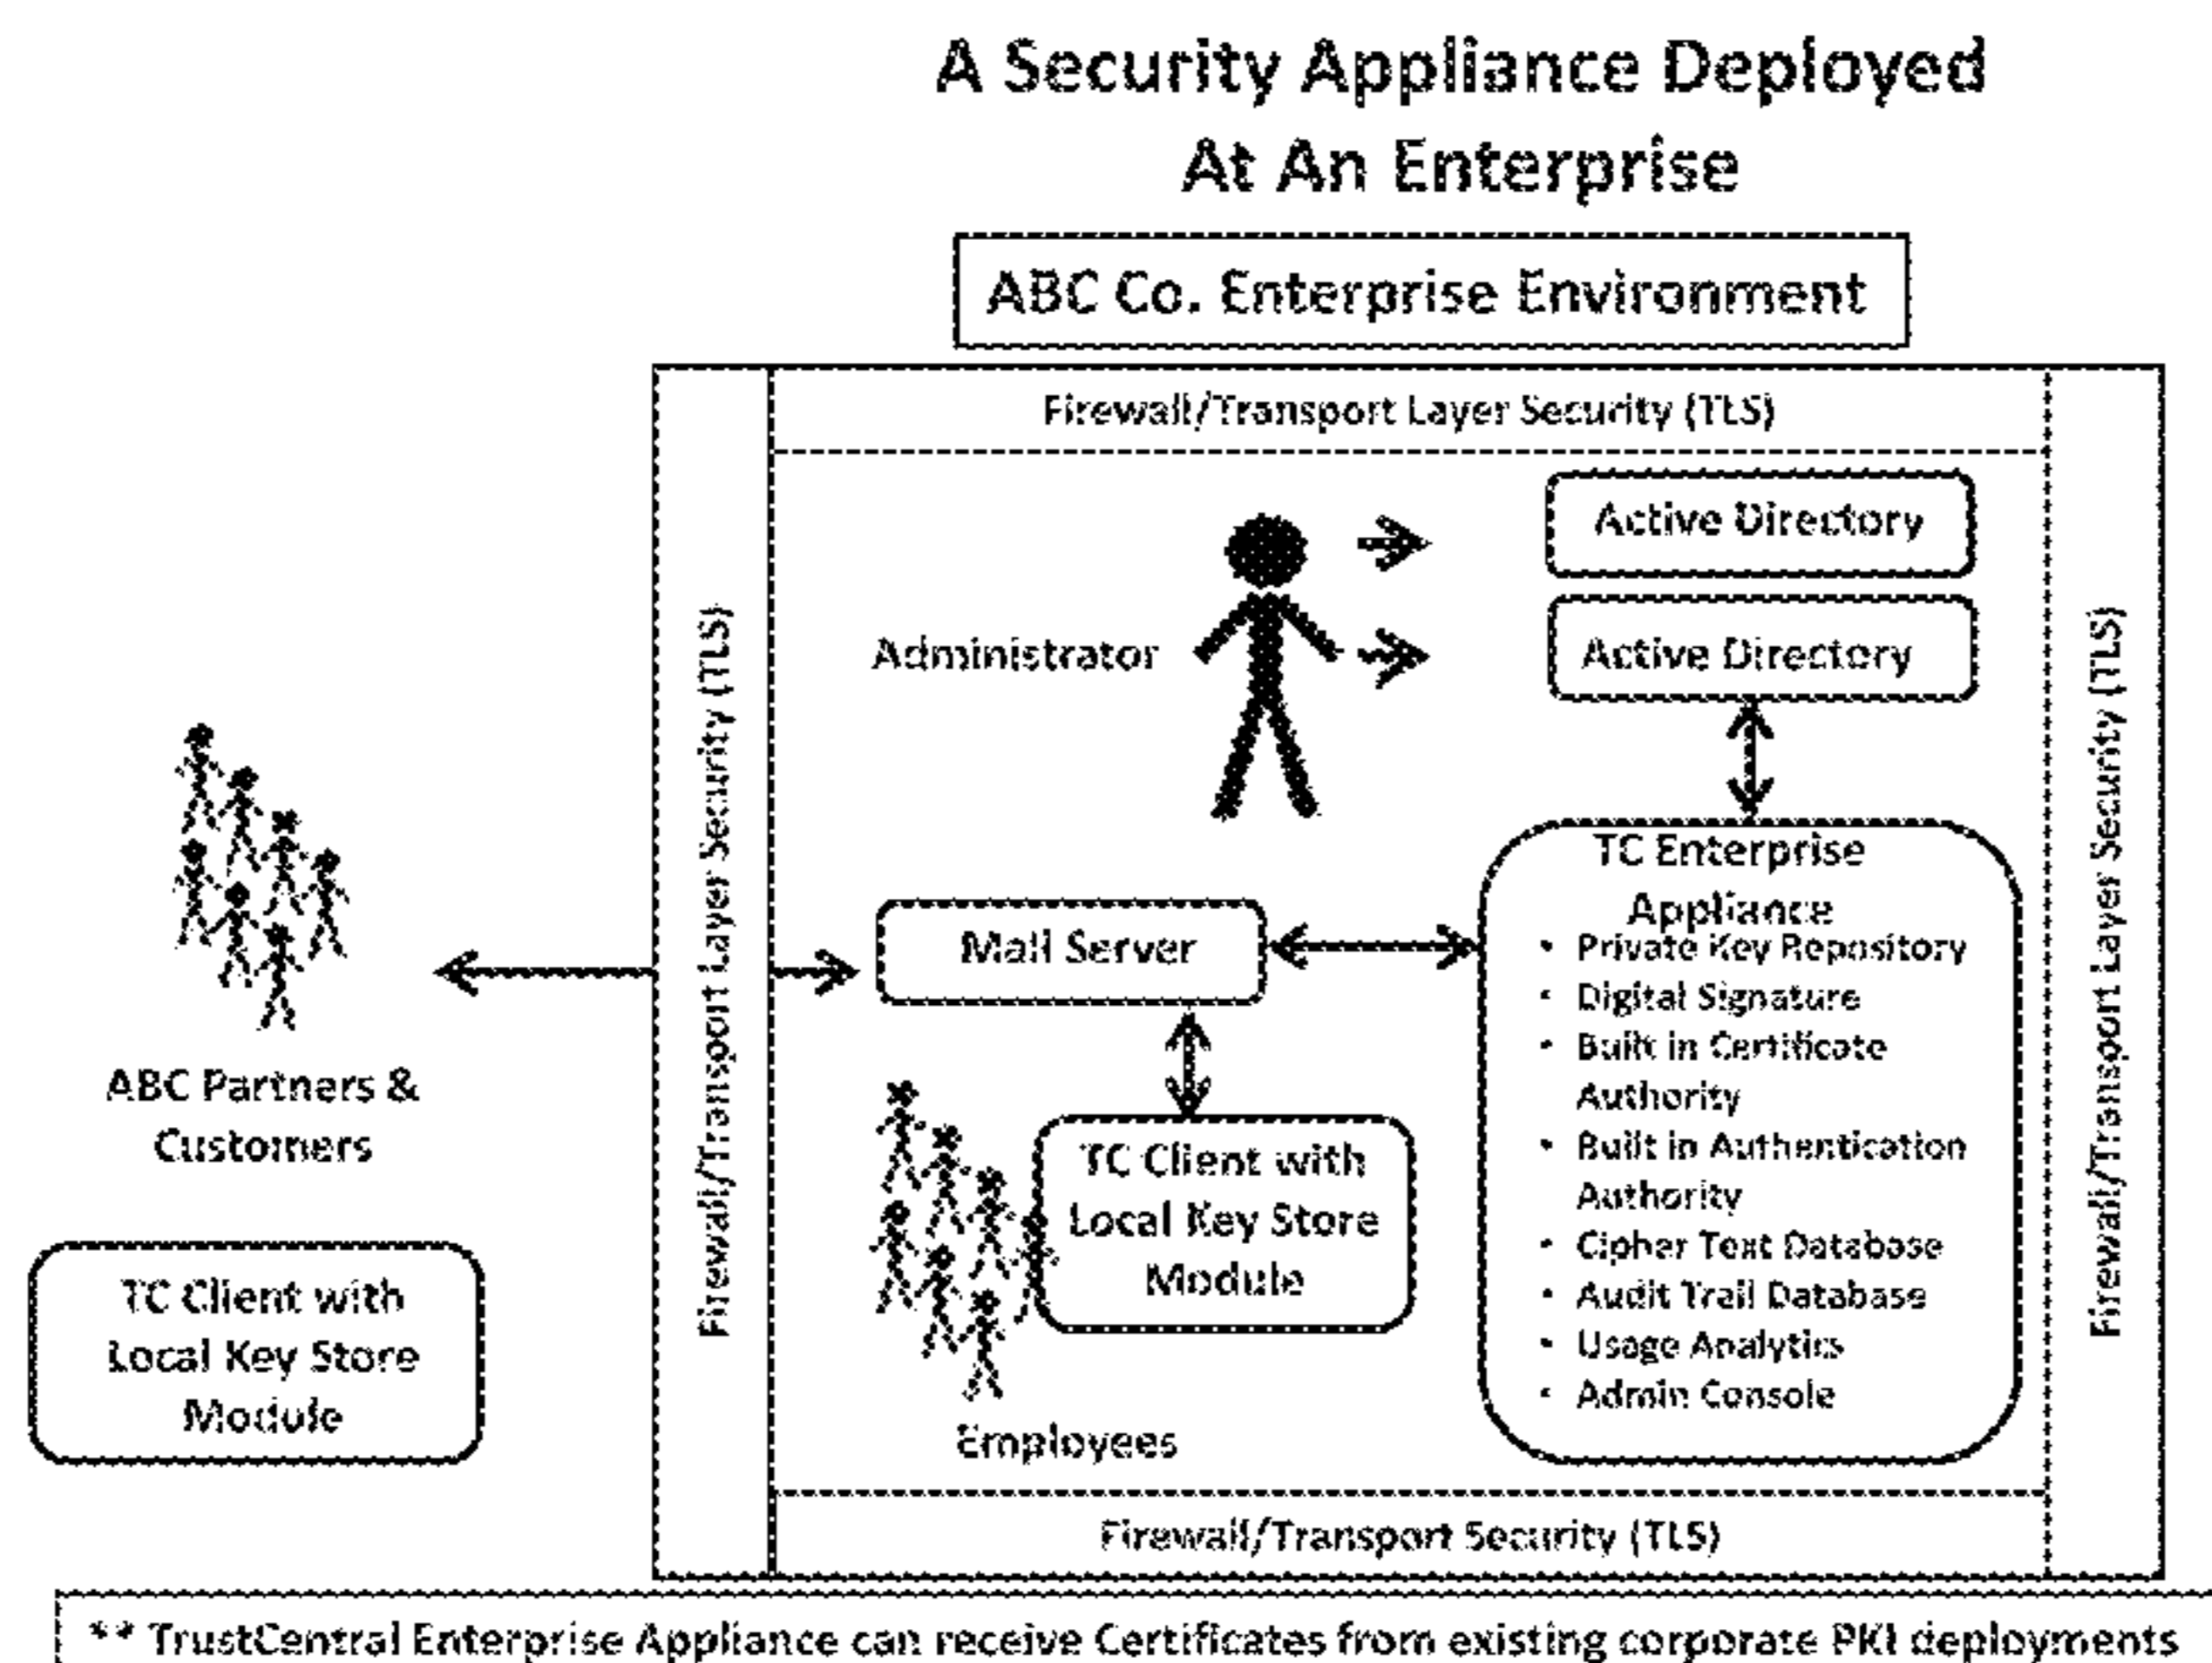 A Security Appliance Deployed
At An Enterprise
ABC Co. Enterprise Environment
Firewall/Transport Layer Security (TLS)
Firewall/Transport Layer Security (TLS)
Firewall/Transport Layer Security (TLS)
Active Directory
Administrator
Active Directory
TC Enterprise
Appliance
• Private Key Repository
• Digital Signature
• Built in Certificate
Authority
• Built in Authentication
Authority
• Cipher Text Database
• Audit Trail Database
• Usage Analytics
• Admin Console
Mail Server
ABC Partners &
Customers
TC Client with
Local Key Store
Module
TC Client with
Local Key Store
Module
Employees
Firewall/Transport Security (TLS)
** TrustCentral Enterprise Appliance can receive Certificates from existing corporate PKI deployments